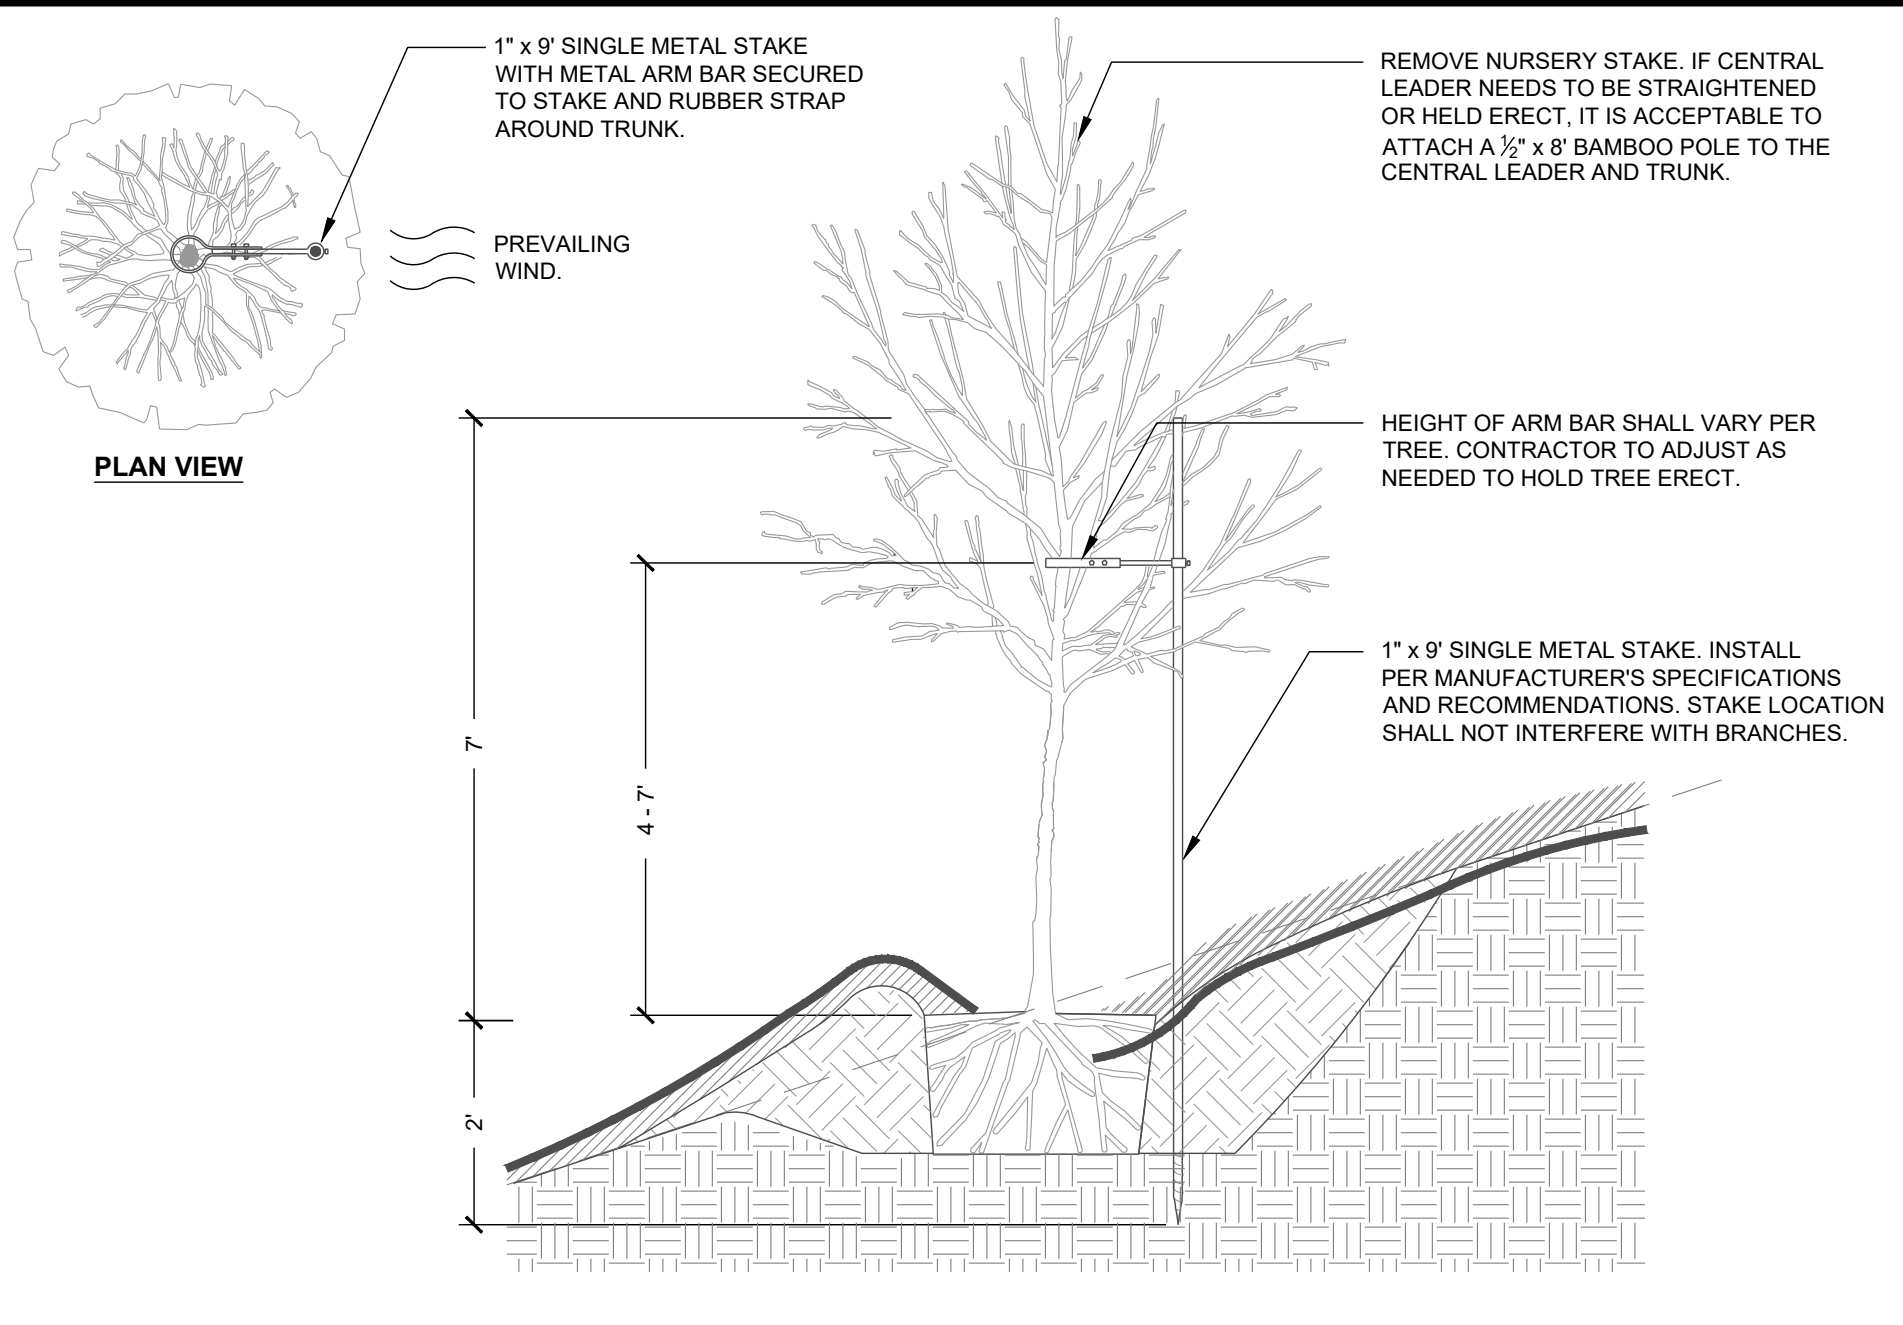 1" x 9' SINGLE METAL STAKE
WITH METAL ARM BAR SECURED
TO STAKE AND RUBBER STRAP
AROUND TRUNK.
PREVAILING
WIND.
PLAN VIEW
REMOVE NURSERY STAKE. IF CENTRAL
LEADER NEEDS TO BE STRAIGHTENED
OR HELD ERECT, IT IS ACCEPTABLE TO
ATTACH A ½" x 8' BAMBOO POLE TO THE
CENTRAL LEADER AND TRUNK.
HEIGHT OF ARM BAR SHALL VARY PER
TREE. CONTRACTOR TO ADJUST AS
NEEDED TO HOLD TREE ERECT.
1" x 9' SINGLE METAL STAKE. INSTALL
PER MANUFACTURER'S SPECIFICATIONS
AND RECOMMENDATIONS. STAKE LOCATION
SHALL NOT INTERFERE WITH BRANCHES.
7'
4 - 7'
2'